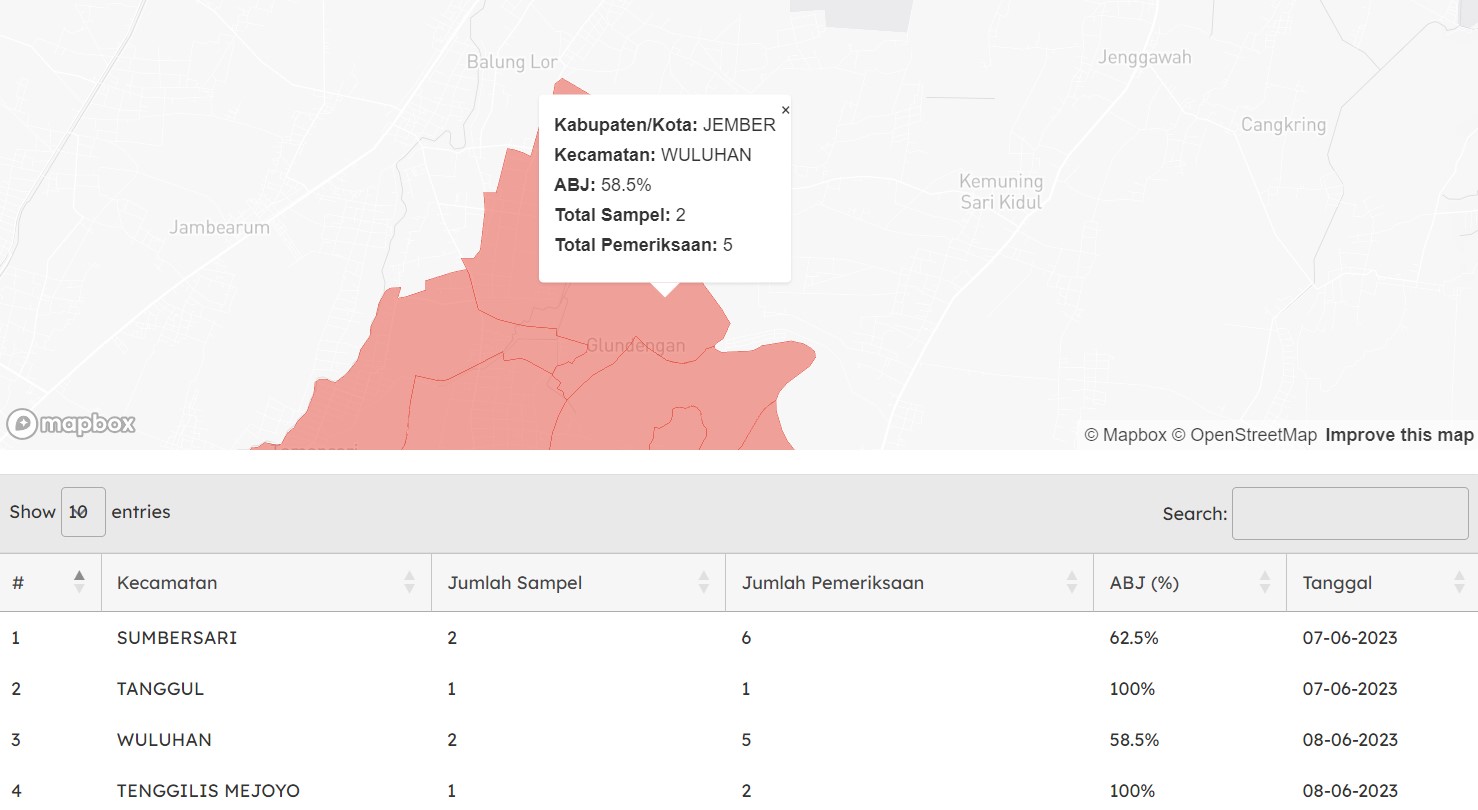 Balung Lor
Jenggawah
×
Kabupaten/Kota: JEMBER
Cangkring
Kecamatan: WULUHAN
ABJ: 58.5%
Kemuning
Sari Kidul
Total Sampel: 2
Jambearum
Total Pemeriksaan: 5
Glundengan
mapbox
© Mapbox © OpenStreetMap Improve this map
Show 10 entries
Search:
# Kecamatan Jumlah Sampel Jumlah Pemeriksaan ABJ (%) Tanggal
1 SUMBERSARI 2 6 62.5% 07-06-2023
2 TANGGUL 1 1 100% 07-06-2023
3 WULUHAN 2 5 58.5% 08-06-2023
4 TENGGILIS MEJOYO 1 2 100% 08-06-2023